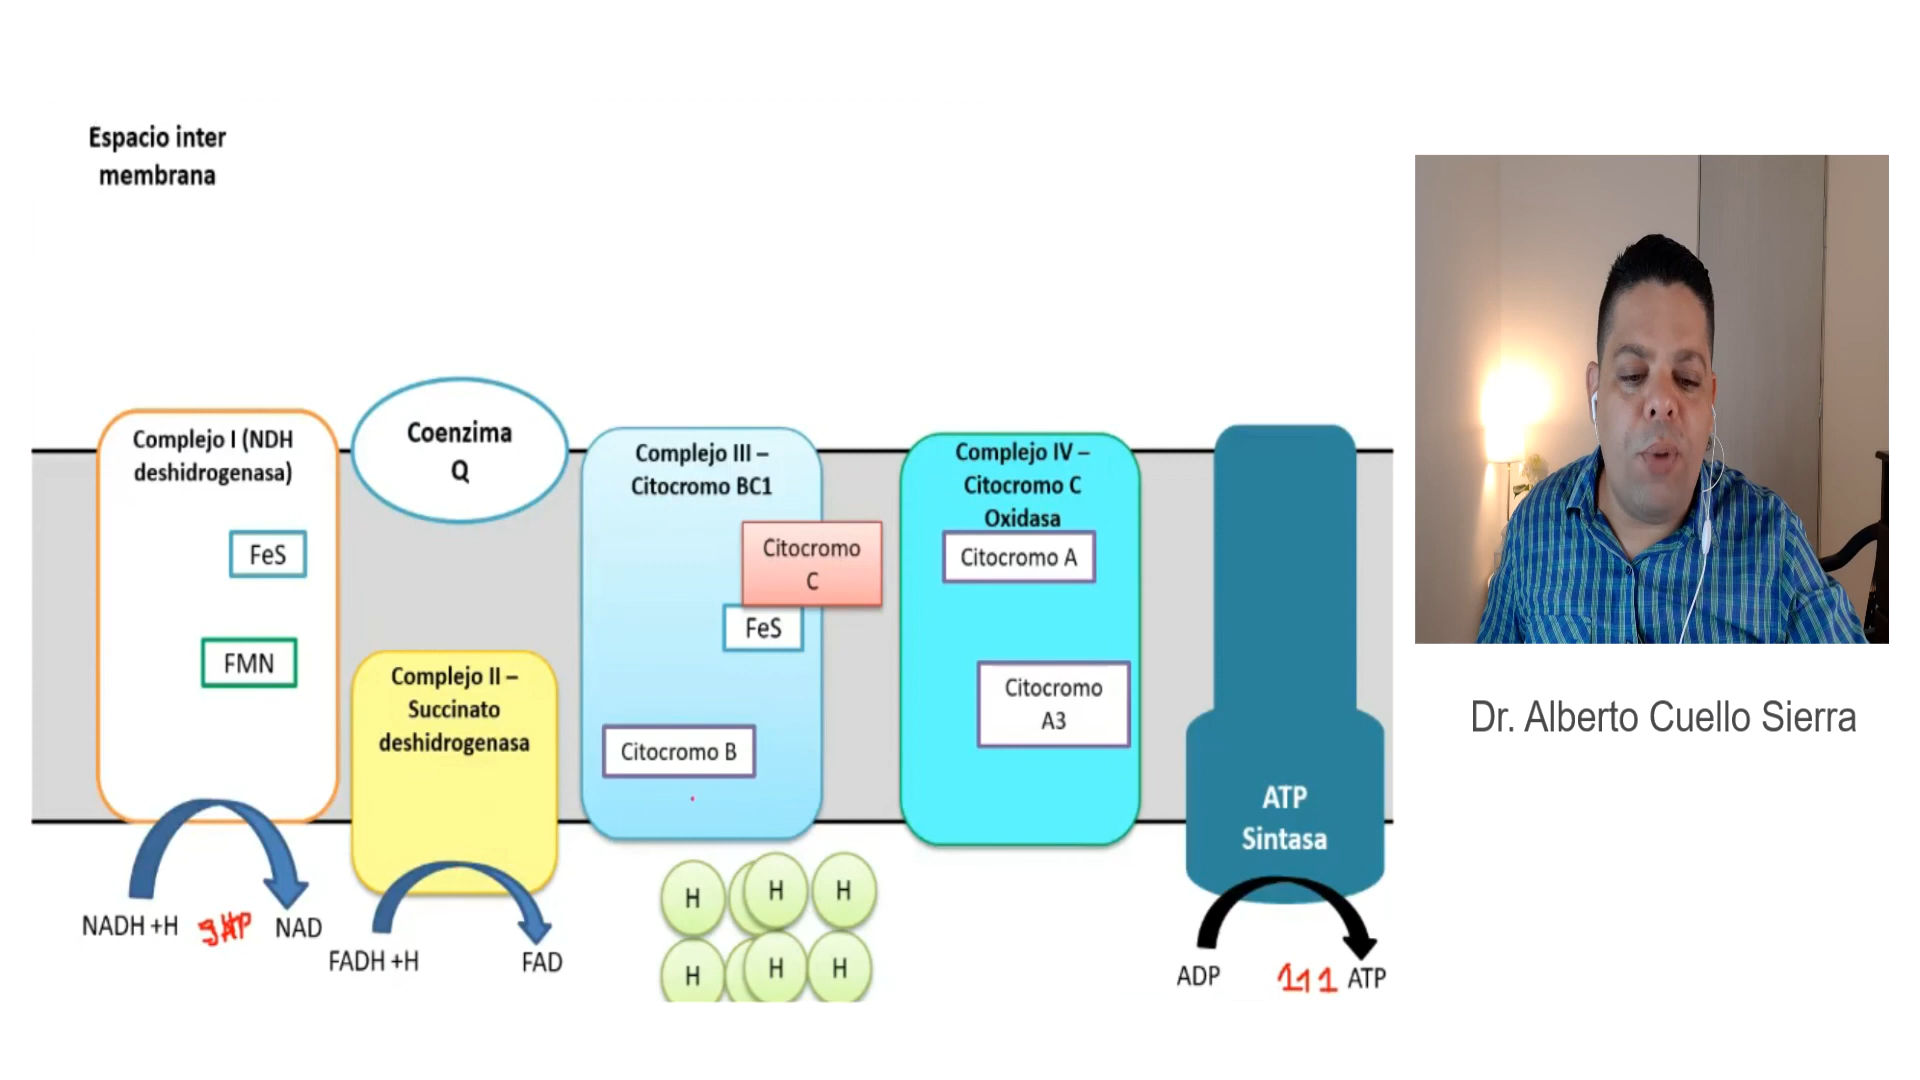 Espacio inter
membrana
Complejo I (NDH
deshidrogenasa)
FeS
FMN
NADH +H
3ATP
NAD
Coenzima
Q
Complejo II –
Succinato
deshidrogenasa
FADH +H
FAD
Complejo III –
Citocromo BC1
Citocromo
C
FeS
Citocromo B
H
H
H
H
H
H
Complejo IV –
Citocromo C
Oxidasa
Citocromo A
Citocromo
A3
ATP
Sintasa
ADP
111
ATP
Dr. Alberto Cuello Sierra